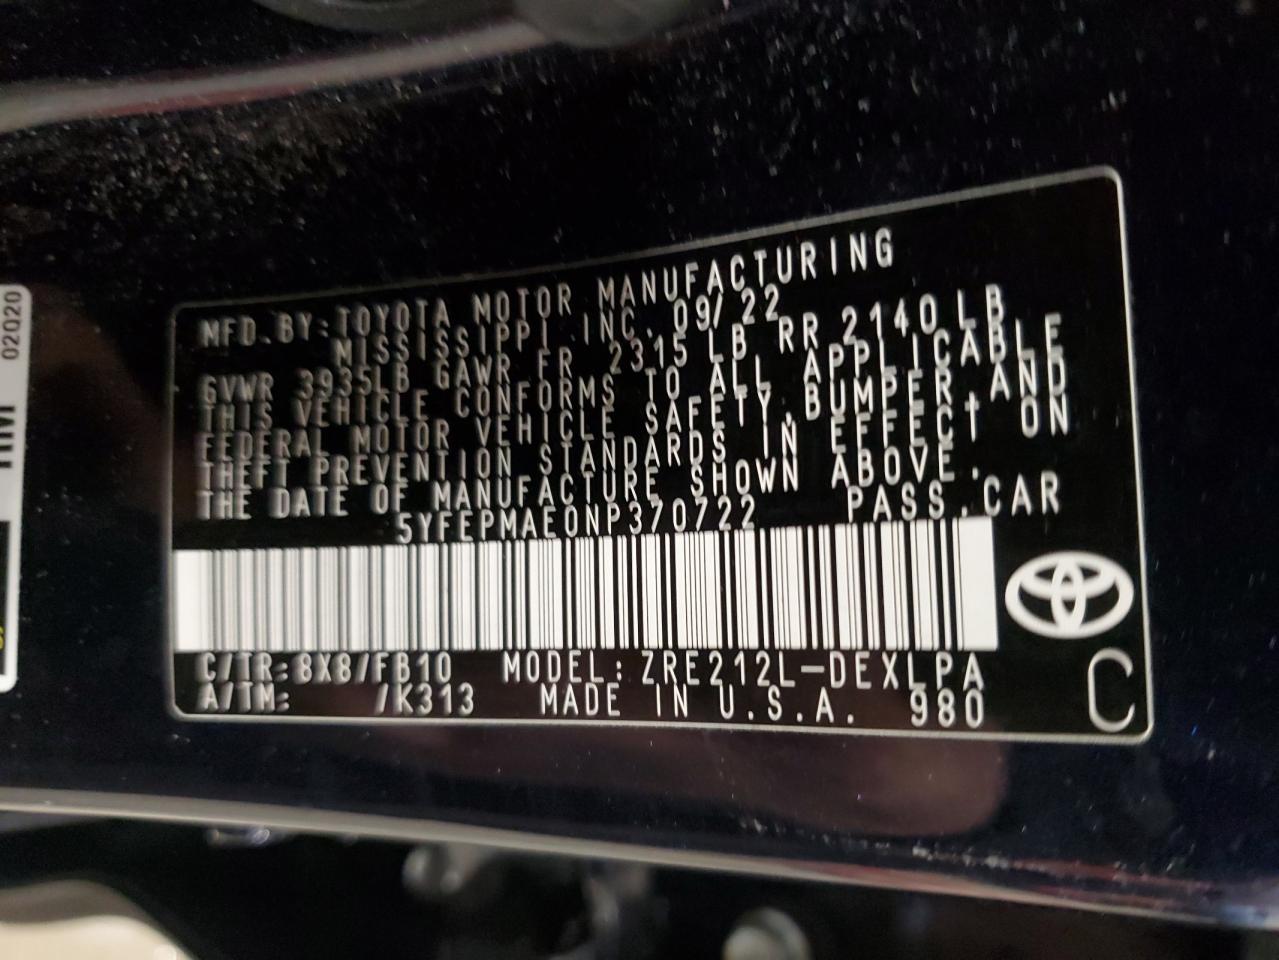 MFD. BY: TOYOTA MOTOR MANUFACTURING
MISSISSIPPI INC. 09/22
GVWR 3935LB GAWR FR 2315 LB RR 2140 LB
THIS VEHICLE CONFORMS TO ALL APPLICABLE
FEDERAL MOTOR VEHICLE SAFETY, BUMPER, AND
THEFT PREVENTION STANDARDS IN EFFECT ON
THE DATE OF MANUFACTURE SHOWN ABOVE.
5YFEPMAE0NP370722 PASS. CAR
C/TR: 8X8/FB10 MODEL: ZRE212L-DEXLPA
A/TM: /K313 MADE IN U.S.A. 980
C
02Q20